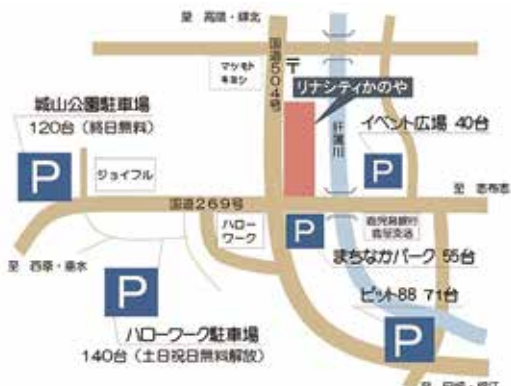 至 高隈・輝北
マツモト
キヨシ
国道504号
リナシティかのや
城山公園駐車場
120台（終日無料）
P
ジョイフル
肝属川
イベント広場 40台
P
至 志布志
国道269号
ハロー
ワーク
P
鹿児島銀行
鹿屋支店
まちなかパーク 55台
至 西原・垂水
P
ピット88 71台
P
ハローワーク駐車場
140台（土日祝日無料解放）